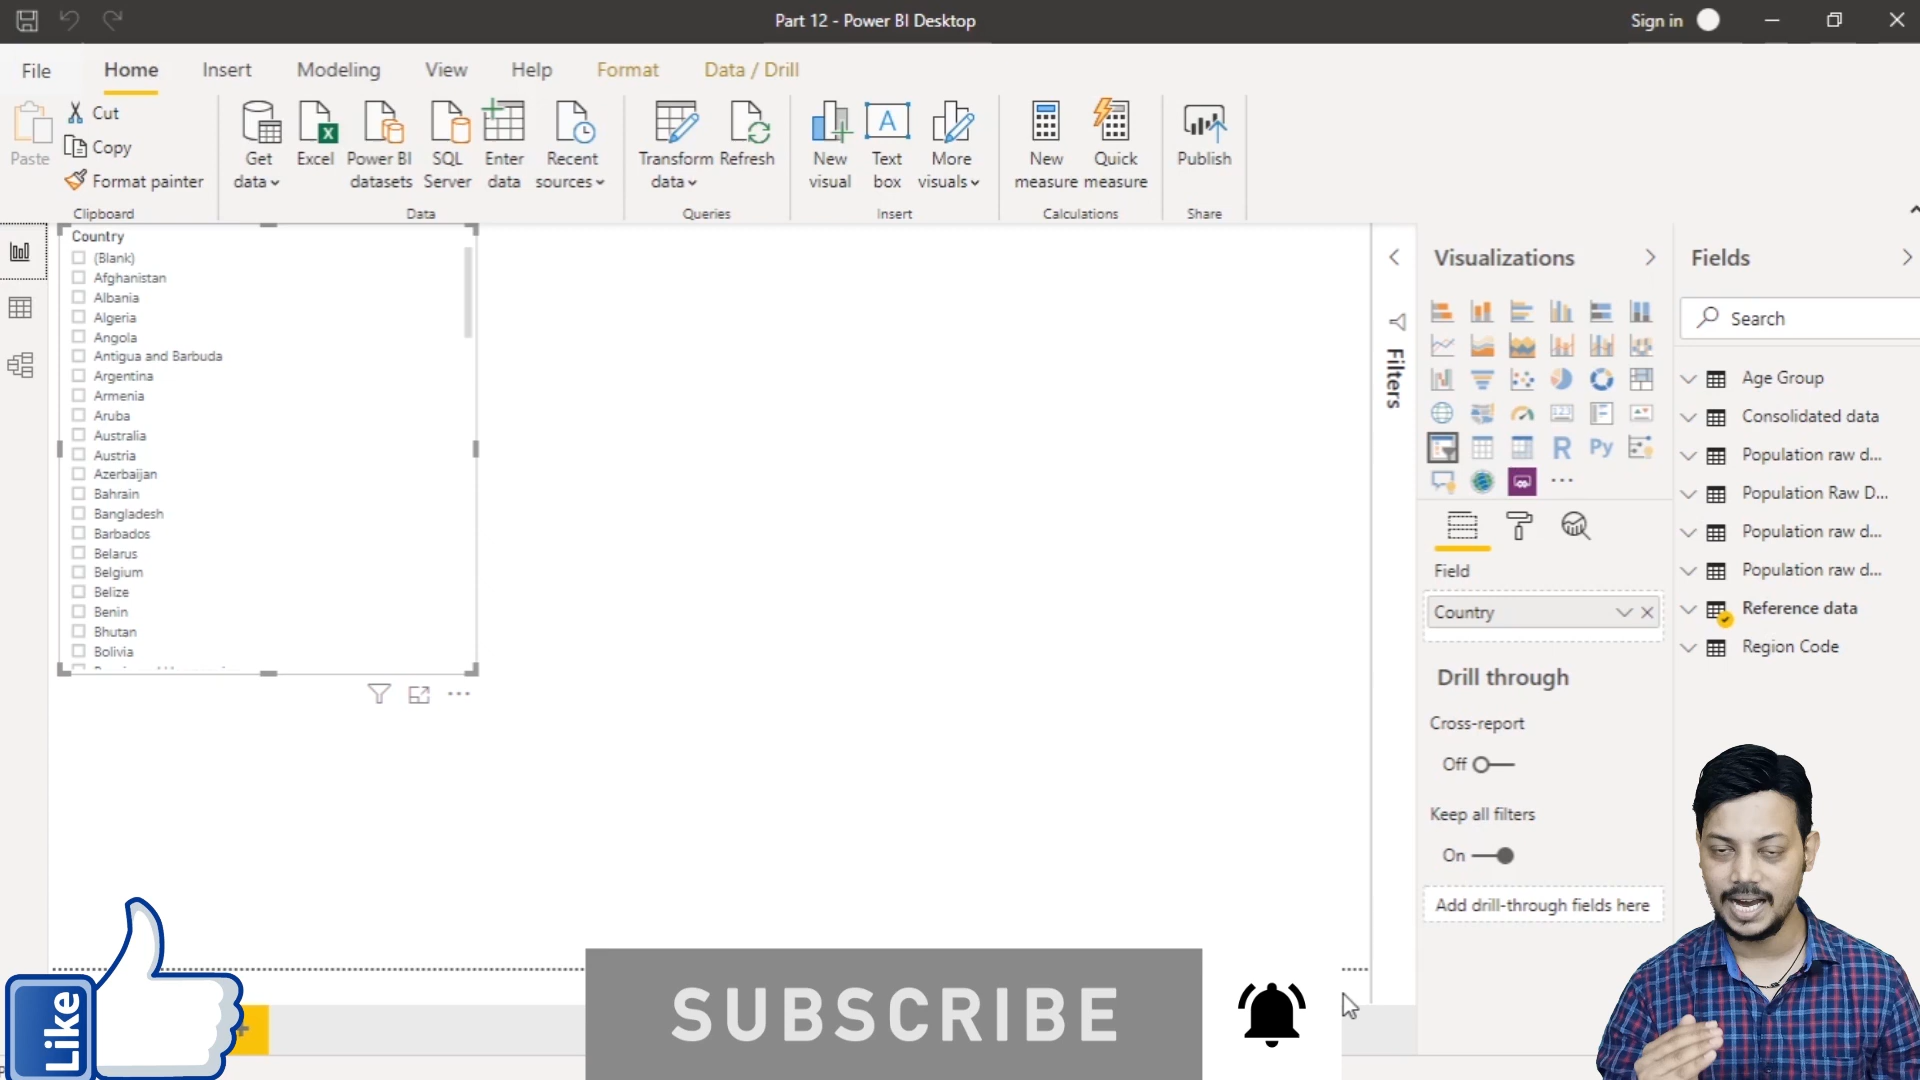 Part 12 - Power BI Desktop
Sign in
File
Home
Insert
Modeling
View
Help
Format
Data / Drill
Paste
Cut
Copy
Format painter
Clipboard
Get data
Excel
Power BI datasets
SQL Server
Enter data
Recent sources
Data
Transform data
Refresh
Queries
New visual
Text box
More visuals
Insert
New measure
Quick measure
Calculations
Publish
Share
Country
(Blank)
Afghanistan
Albania
Algeria
Angola
Antigua and Barbuda
Argentina
Armenia
Aruba
Australia
Austria
Azerbaijan
Bahrain
Bangladesh
Barbados
Belarus
Belgium
Belize
Benin
Bhutan
Bolivia
Filters
Visualizations
123
R
Py
Field
Country
Drill through
Cross-report
Off
Keep all filters
On
Add drill-through fields here
Fields
Search
Age Group
Consolidated data
Population raw d...
Population Raw D...
Population raw d...
Population raw d...
Reference data
Region Code
Like
SUBSCRIBE